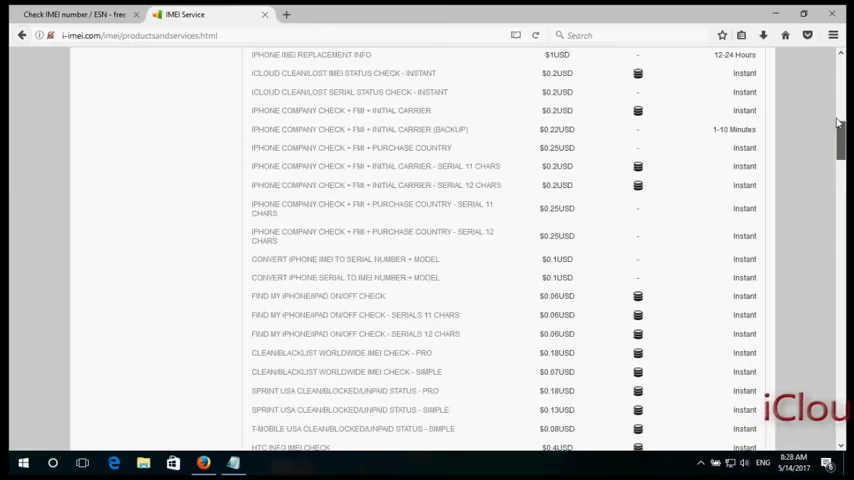 Check IMEI number / ESN - free
IMEI Service
i-imei.com/imei/productsandservices.html
Search
IPHONE IMEI REPLACEMENT INFO $1USD - 12-24 Hours
iCLOUD CLEAN/LOST IMEI STATUS CHECK - INSTANT $0.2USD Instant
iCLOUD CLEAN/LOST SERIAL STATUS CHECK - INSTANT $0.2USD - Instant
IPHONE COMPANY CHECK + FMI + INITIAL CARRIER $0.2USD Instant
IPHONE COMPANY CHECK + FMI + INITIAL CARRIER (BACKUP) $0.22USD - 1-10 Minutes
IPHONE COMPANY CHECK + FMI + PURCHASE COUNTRY $0.25USD - Instant
IPHONE COMPANY CHECK + FMI + INITIAL CARRIER - SERIAL 11 CHARS $0.2USD Instant
IPHONE COMPANY CHECK + FMI + INITIAL CARRIER - SERIAL 12 CHARS $0.2USD Instant
IPHONE COMPANY CHECK + FMI + PURCHASE COUNTRY - SERIAL 11
CHARS $0.25USD - Instant
IPHONE COMPANY CHECK + FMI + PURCHASE COUNTRY - SERIAL 12
CHARS $0.25USD - Instant
CONVERT iPHONE IMEI TO SERIAL NUMBER + MODEL $0.1USD - Instant
CONVERT iPHONE SERIAL TO IMEI NUMBER + MODEL $0.1USD - Instant
FIND MY iPHONE/IPAD ON/OFF CHECK $0.06USD Instant
FIND MY iPHONE/IPAD ON/OFF CHECK - SERIALS 11 CHARS $0.06USD Instant
FIND MY iPHONE/IPAD ON/OFF CHECK - SERIALS 12 CHARS $0.06USD Instant
CLEAN/BLACKLIST WORLDWIDE IMEI CHECK - PRO $0.18USD Instant
CLEAN/BLACKLIST WORLDWIDE IMEI CHECK - SIMPLE $0.07USD Instant
SPRINT USA CLEAN/BLOCKED/UNPAID STATUS - PRO $0.18USD Instant
SPRINT USA CLEAN/BLOCKED/UNPAID STATUS - SIMPLE $0.13USD Instant
T-MOBILE USA CLEAN/BLOCKED/UNPAID STATUS - SIMPLE $0.08USD Instant
HTC INFO IMEI CHECK $0.4USD Instant
iClou
ENG
8:28 AM
5/14/2017
6